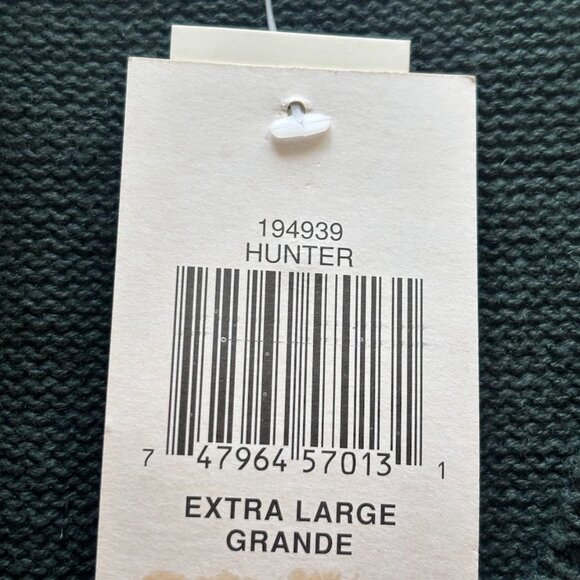 194939
HUNTER
7 47964 57013 1
EXTRA LARGE
GRANDE